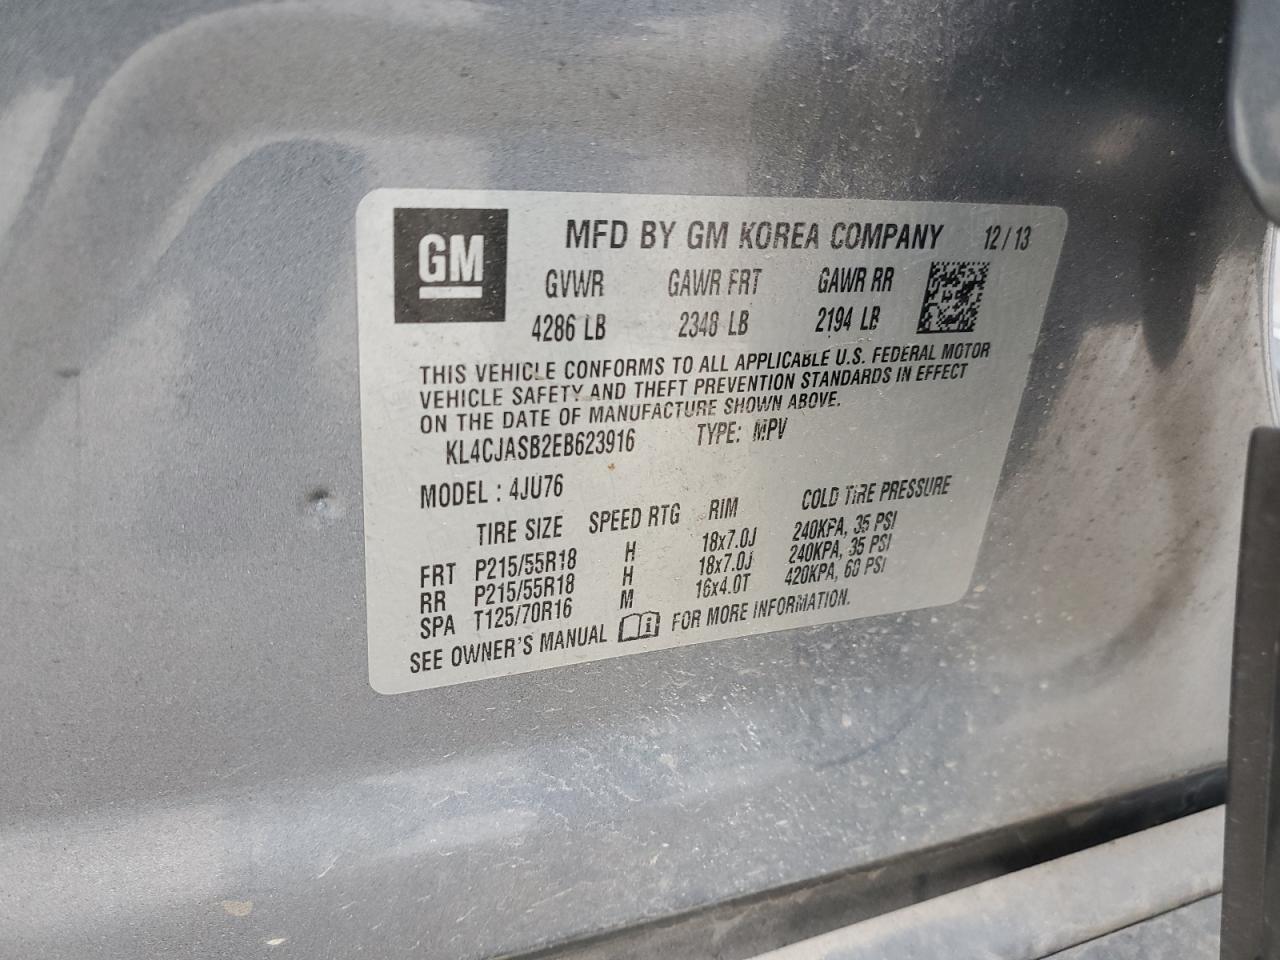 GM
MFD BY GM KOREA COMPANY 12/13
GVWR GAWR FRT GAWR RR
4286 LB 2348 LB 2194 LB
THIS VEHICLE CONFORMS TO ALL APPLICABLE U.S. FEDERAL MOTOR
VEHICLE SAFETY AND THEFT PREVENTION STANDARDS IN EFFECT
ON THE DATE OF MANUFACTURE SHOWN ABOVE.
KL4CJASB2EB623916 TYPE: MPV
MODEL : 4JU76
TIRE SIZE SPEED RTG RIM COLD TIRE PRESSURE
FRT P215/55R18 H 18x7.0J 240KPA, 35 PSI
RR P215/55R18 H 18x7.0J 240KPA, 35 PSI
SPA T125/70R16 M 16x4.0T 420KPA, 60 PSI
SEE OWNER'S MANUAL FOR MORE INFORMATION.